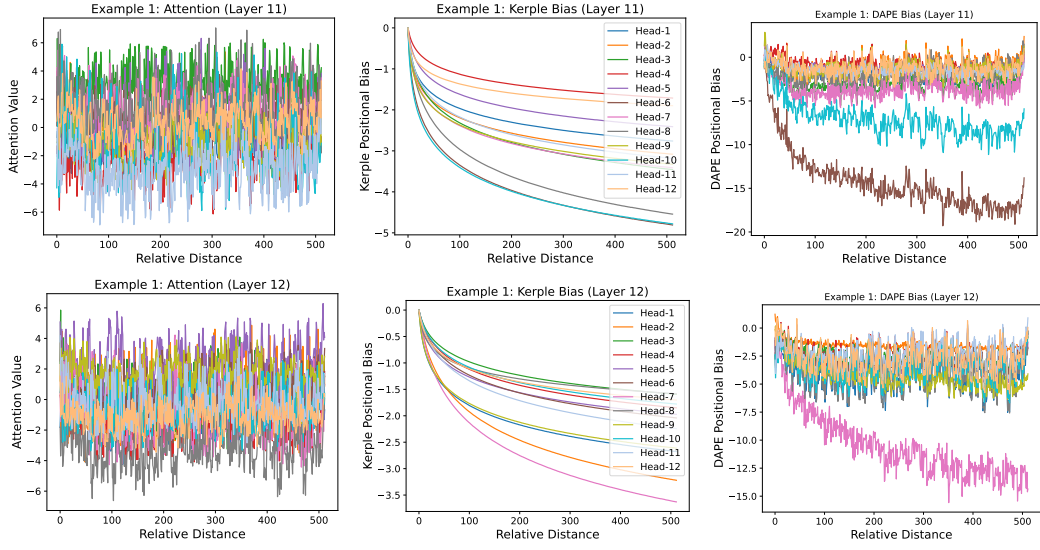 Example 1: Attention (Layer 11)
Attention Value
6
4
2
0
−2
−4
−6
0 100 200 300 400 500
Relative Distance
Example 1: Kerple Bias (Layer 11)
Kerple Positional Bias
0
−1
−2
−3
−4
−5
0 100 200 300 400 500
Relative Distance
Head-1
Head-2
Head-3
Head-4
Head-5
Head-6
Head-7
Head-8
Head-9
Head-10
Head-11
Head-12
Example 1: DAPE Bias (Layer 11)
DAPE Positional Bias
0
−5
−10
−15
−20
0 100 200 300 400 500
Relative Distance
Example 1: Attention (Layer 12)
Attention Value
6
4
2
0
−2
−4
−6
0 100 200 300 400 500
Relative Distance
Example 1: Kerple Bias (Layer 12)
Kerple Positional Bias
0.0
−0.5
−1.0
−1.5
−2.0
−2.5
−3.0
−3.5
0 100 200 300 400 500
Relative Distance
Head-1
Head-2
Head-3
Head-4
Head-5
Head-6
Head-7
Head-8
Head-9
Head-10
Head-11
Head-12
Example 1: DAPE Bias (Layer 12)
DAPE Positional Bias
0.0
−2.5
−5.0
−7.5
−10.0
−12.5
−15.0
0 100 200 300 400 500
Relative Distance